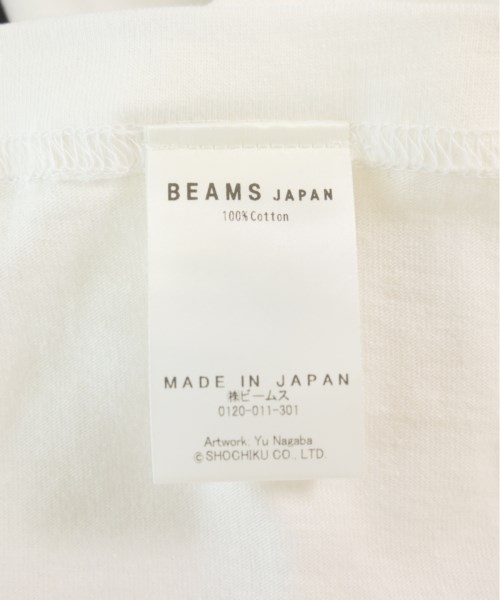 BEAMS JAPAN
100% Cotton
MADE IN JAPAN
㈱ビームス
0120-011-301
Artwork. Yu Nagaba
©SHOCHIKU CO., LTD.